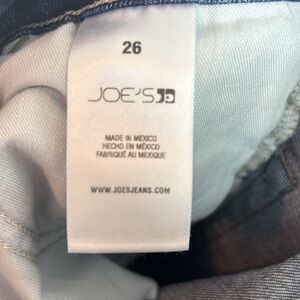 26
JOE'S
MADE IN MEXICO
HECHO EN MÉXICO
FABRIQUÉ AU MEXIQUE
WWW.JOESJEANS.COM